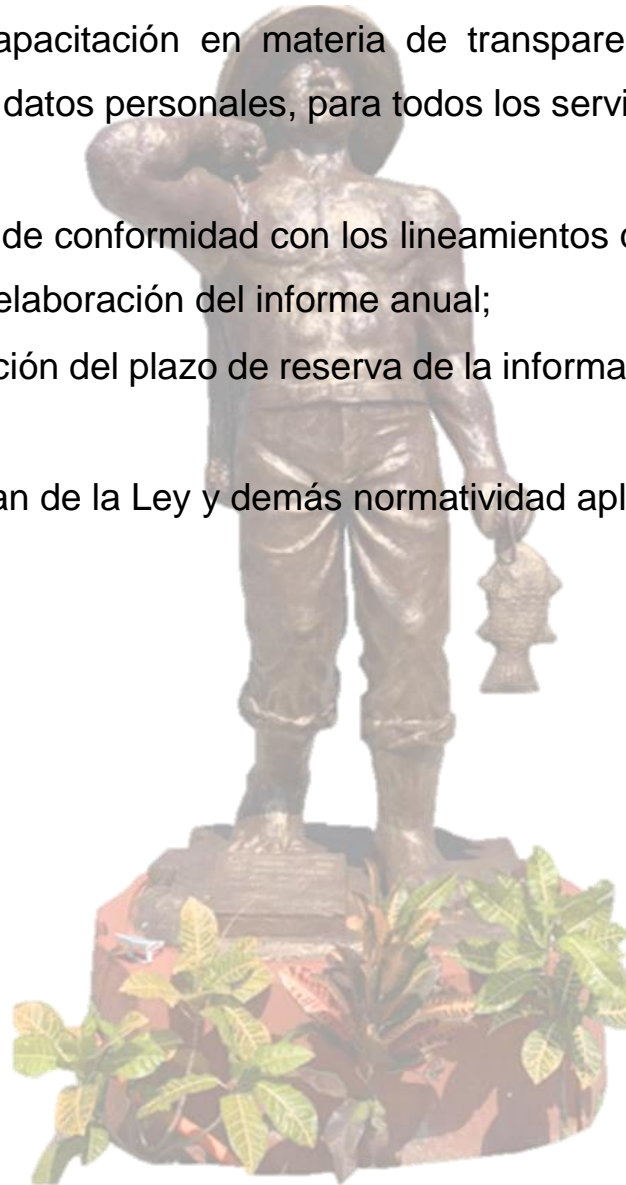 apacitación en materia de transpare
datos personales, para todos los servi
de conformidad con los lineamientos
elaboración del informe anual;
ción del plazo de reserva de la informa
an de la Ley y demás normatividad apl